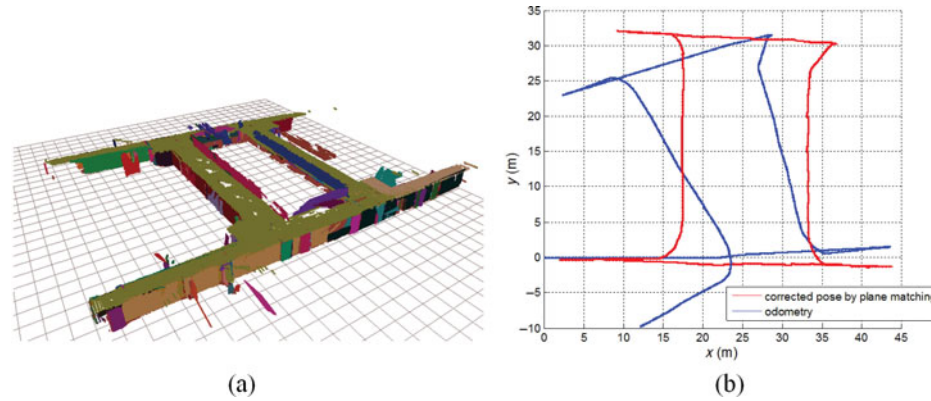 35
30
25
20
15
10
5
0
−5
−10
y (m)
0 5 10 15 20 25 30 35 40 45
x (m)
corrected pose by plane matching
odometry
(a) (b)